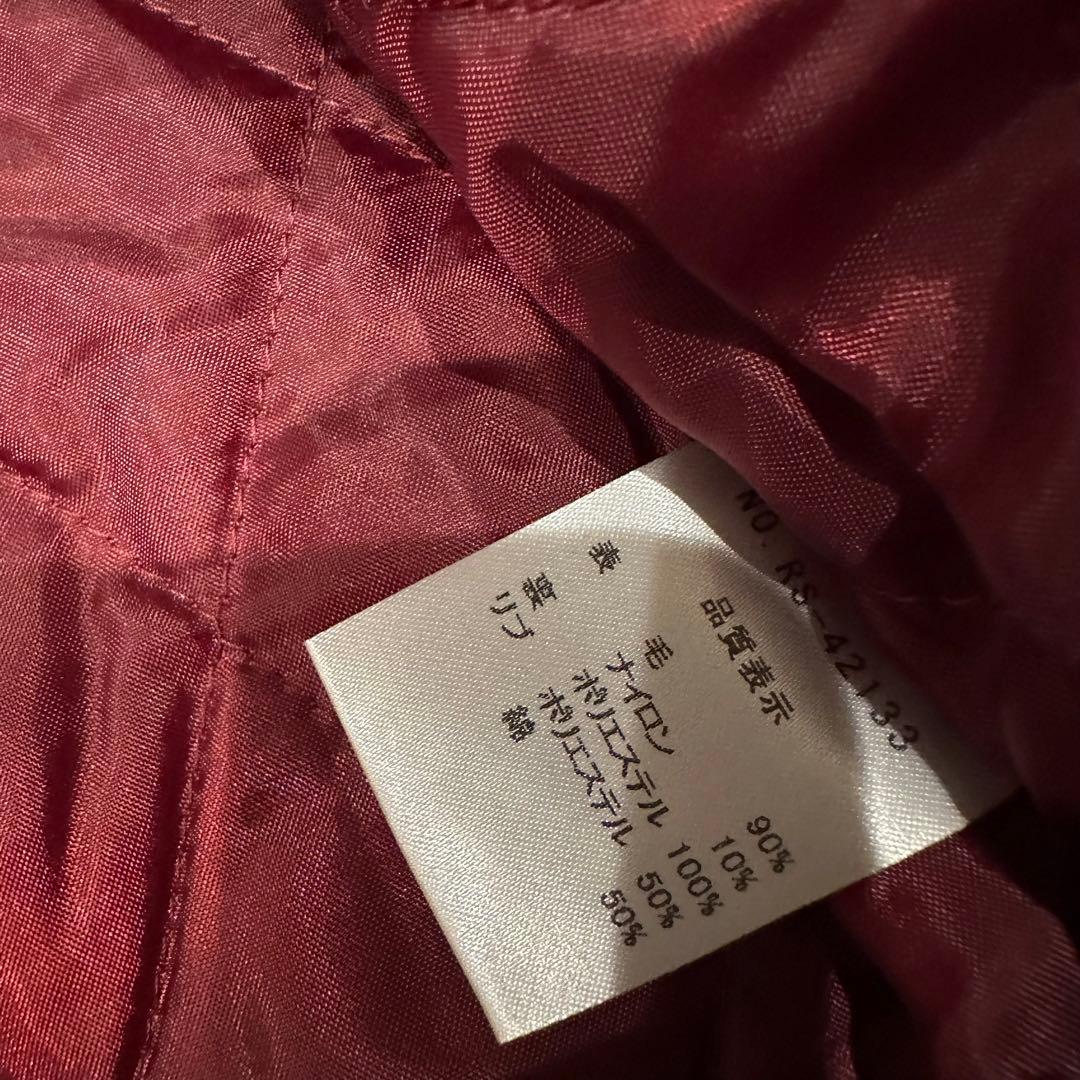 NO. RS-42133
品質表示
表 毛 90%
ナイロン 10%
裏 ポリエステル 100%
リブ ポリエステル 50%
綿 50%